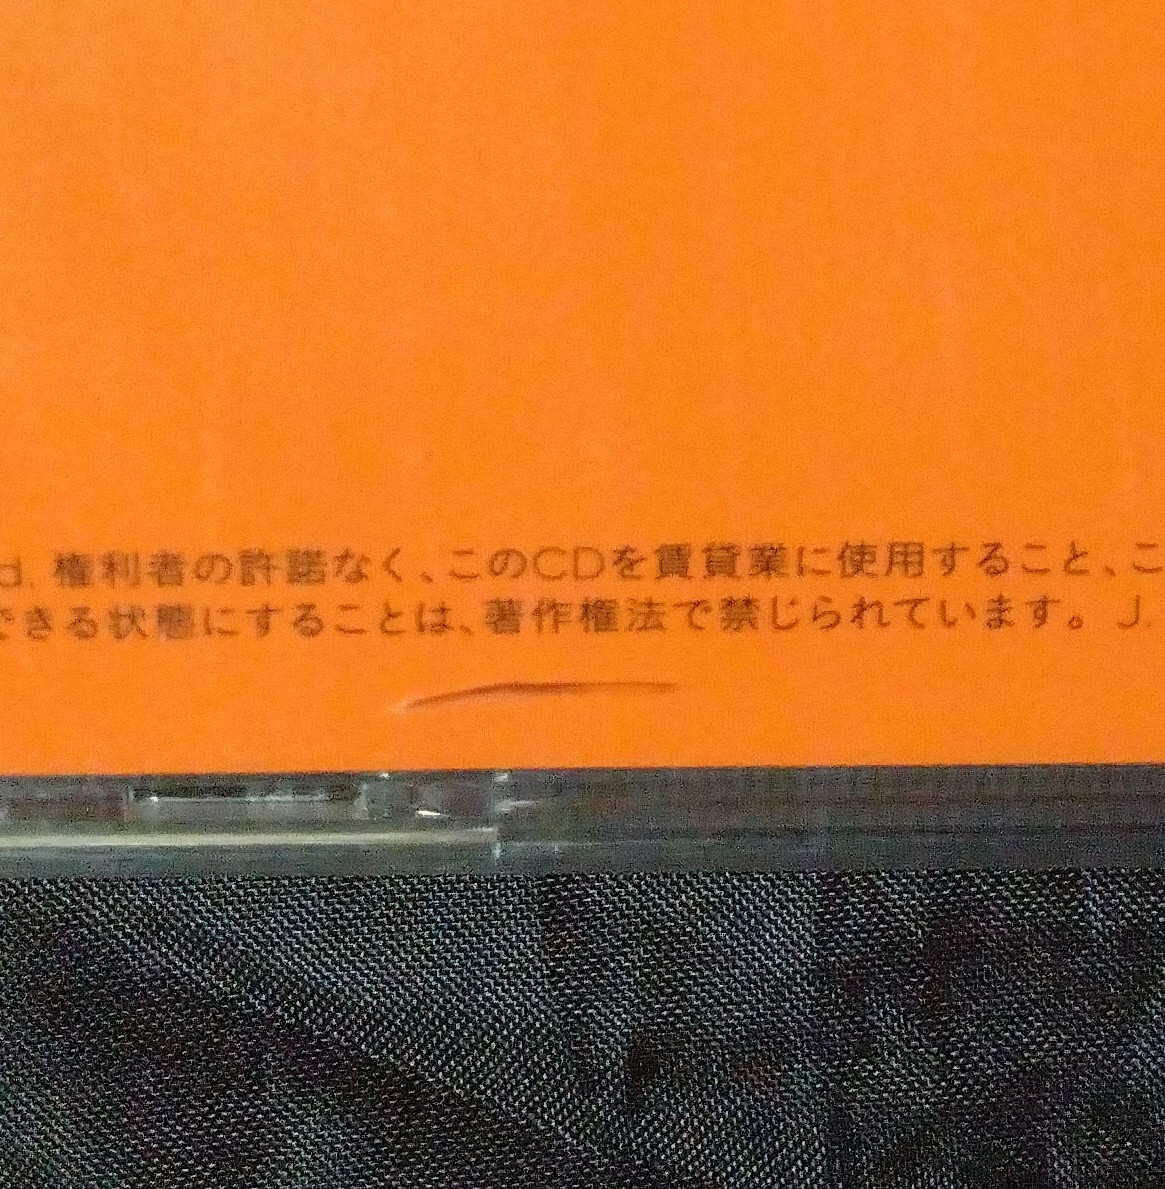 d. 権利者の許諾なく、このCDを賃貸業に使用すること、こ
できる状態にすることは、著作権法で禁じられています。 J.